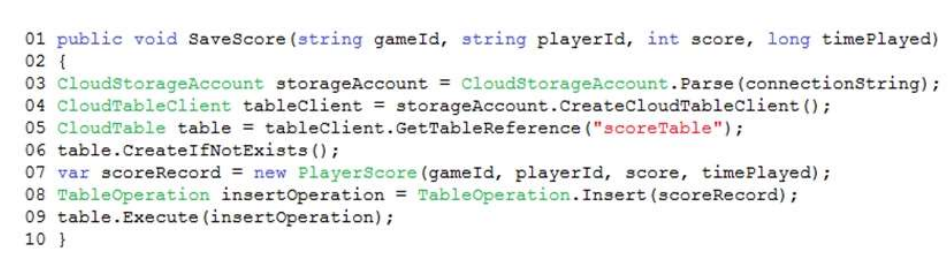 01 public void SaveScore(string gameId, string playerId, int score, long timePlayed)
02 {
03 CloudStorageAccount storageAccount = CloudStorageAccount.Parse(connectionString);
04 CloudTableClient tableClient = storageAccount.CreateCloudTableClient();
05 CloudTable table = tableClient.GetTableReference("scoreTable");
06 table.CreateIfNotExists();
07 var scoreRecord = new PlayerScore(gameId, playerId, score, timePlayed);
08 TableOperation insertOperation = TableOperation.Insert(scoreRecord);
09 table.Execute(insertOperation);
10 }